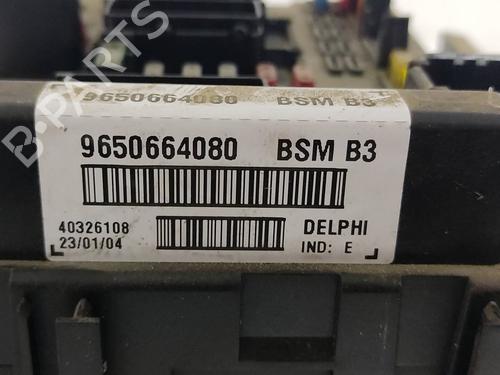 B-PARTS
9650664080 BSM B3
9650664080 BSM B3
40326108 DELPHI
23/01/04 IND: E